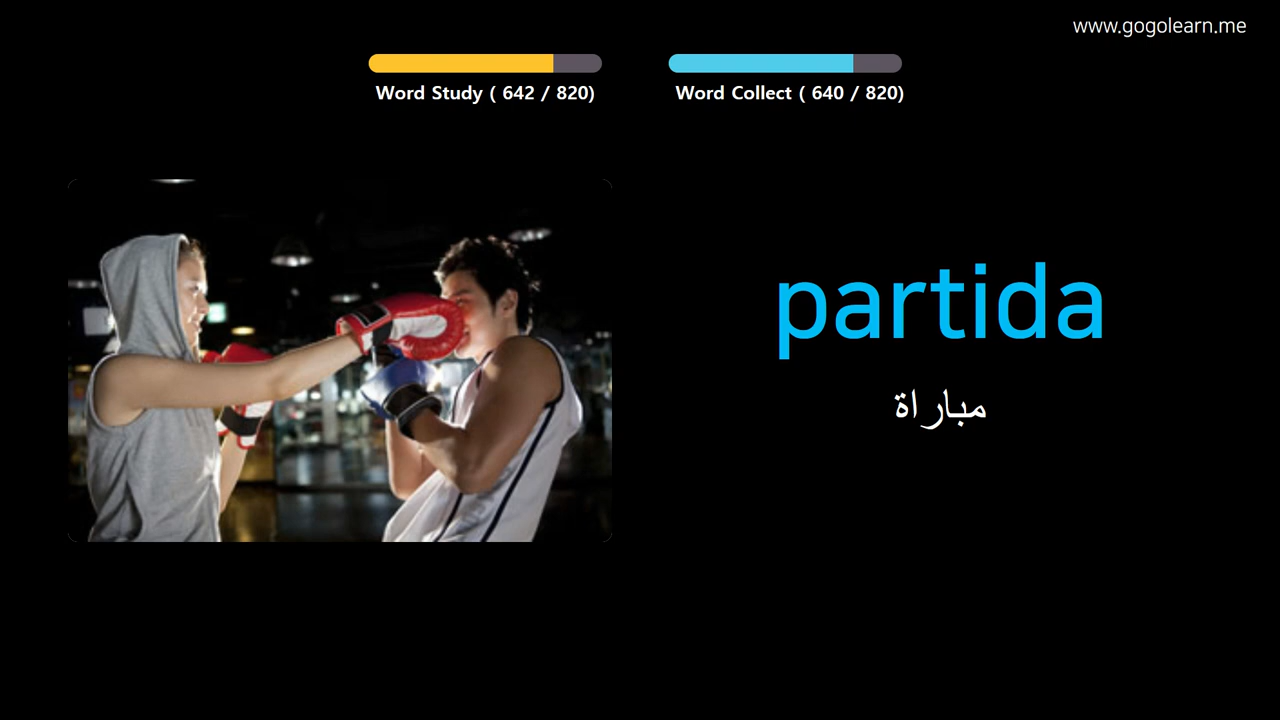 www.gogolearn.me
Word Study ( 642 / 820)
Word Collect ( 640 / 820)
partida
مباراة